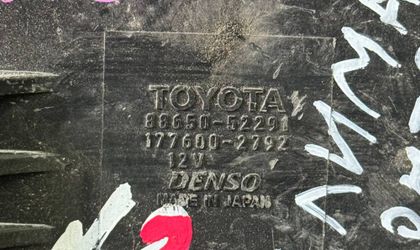 TOYOTA
88650-52291
177600-2792
12V
DENSO
MADE IN JAPAN